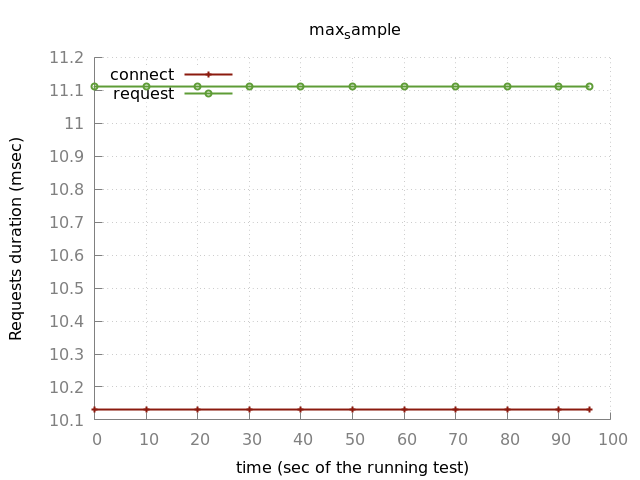 max_sample
11.2
11.1
11
10.9
10.8
10.7
10.6
10.5
10.4
10.3
10.2
10.1
Requests duration (msec)
connect
request
0 10 20 30 40 50 60 70 80 90 100
time (sec of the running test)